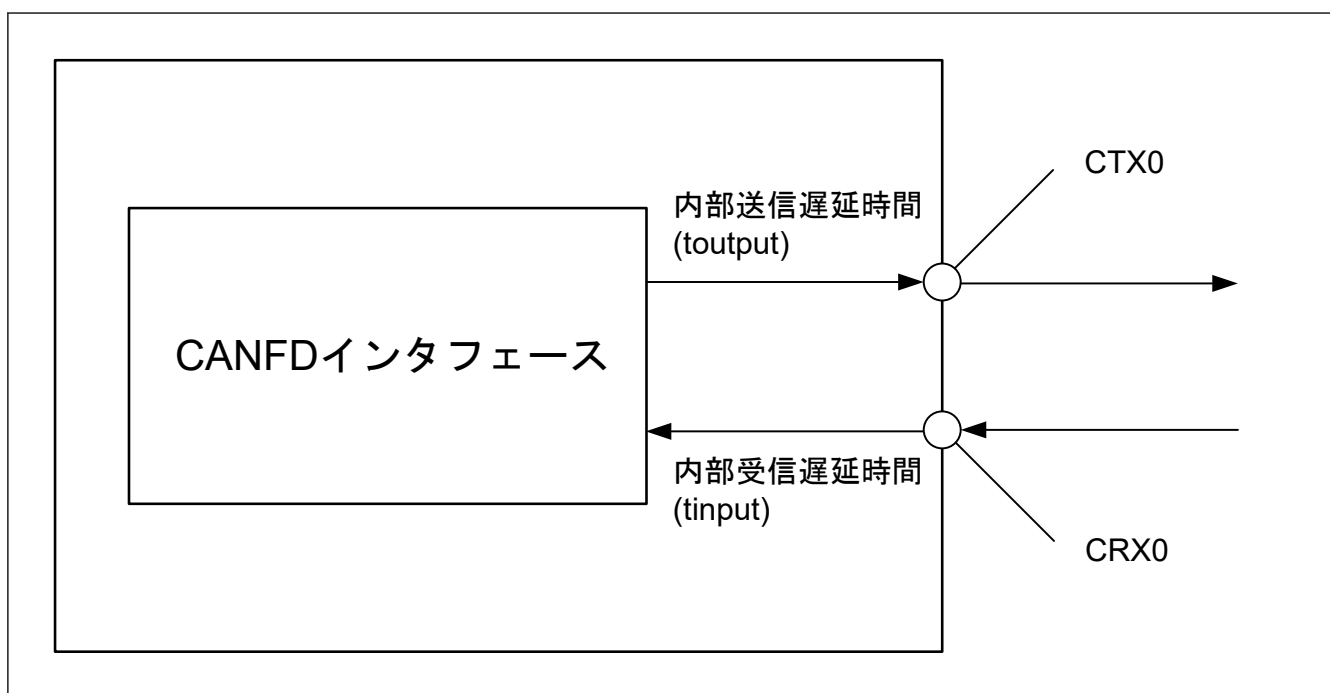 CTX0
内部送信遅延時間
(toutput)
CANFDインタフェース
内部受信遅延時間
(tinput)
CRX0